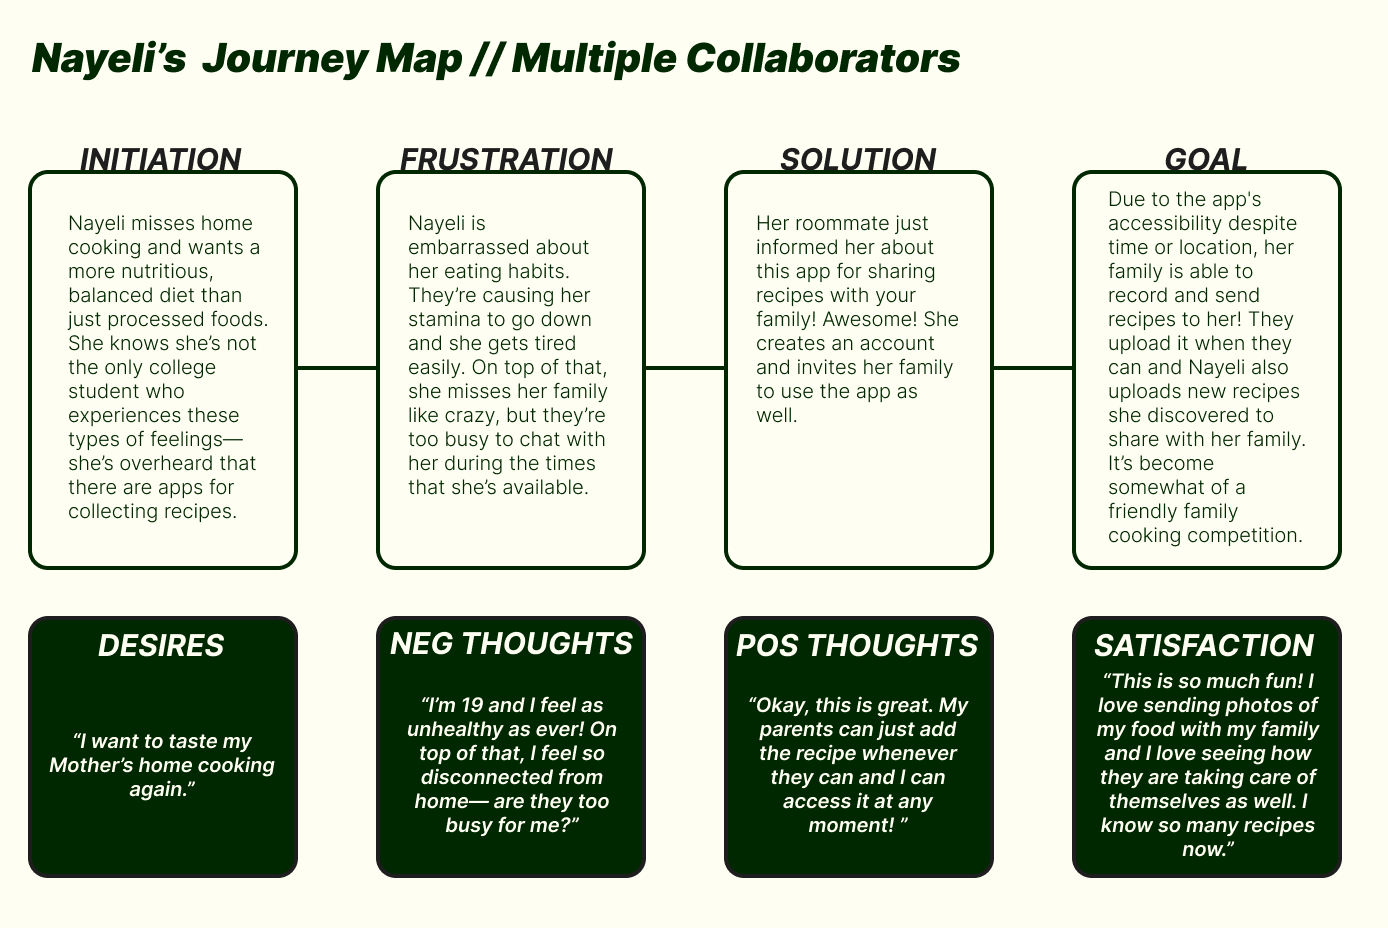 Nayeli’s Journey Map // Multiple Collaborators
INITIATION
Nayeli misses home
cooking and wants a
more nutritious,
balanced diet than
just processed foods.
She knows she’s not
the only college
student who
experiences these
types of feelings—
she’s overheard that
there are apps for
collecting recipes.
FRUSTRATION
Nayeli is
embarrassed about
her eating habits.
They’re causing her
stamina to go down
and she gets tired
easily. On top of that,
she misses her family
like crazy, but they’re
too busy to chat with
her during the times
that she’s available.
SOLUTION
Her roommate just
informed her about
this app for sharing
recipes with your
family! Awesome! She
creates an account
and invites her family
to use the app as
well.
GOAL
Due to the app's
accessibility despite
time or location, her
family is able to
record and send
recipes to her! They
upload it when they
can and Nayeli also
uploads new recipes
she discovered to
share with her family.
It’s become
somewhat of a
friendly family
cooking competition.
DESIRES
“I want to taste my
Mother’s home cooking
again.”
NEG THOUGHTS
“I’m 19 and I feel as
unhealthy as ever! On
top of that, I feel so
disconnected from
home— are they too
busy for me?”
POS THOUGHTS
“Okay, this is great. My
parents can just add
the recipe whenever
they can and I can
access it at any
moment! ”
SATISFACTION
“This is so much fun! I
love sending photos of
my food with my family
and I love seeing how
they are taking care of
themselves as well. I
know so many recipes
now.”